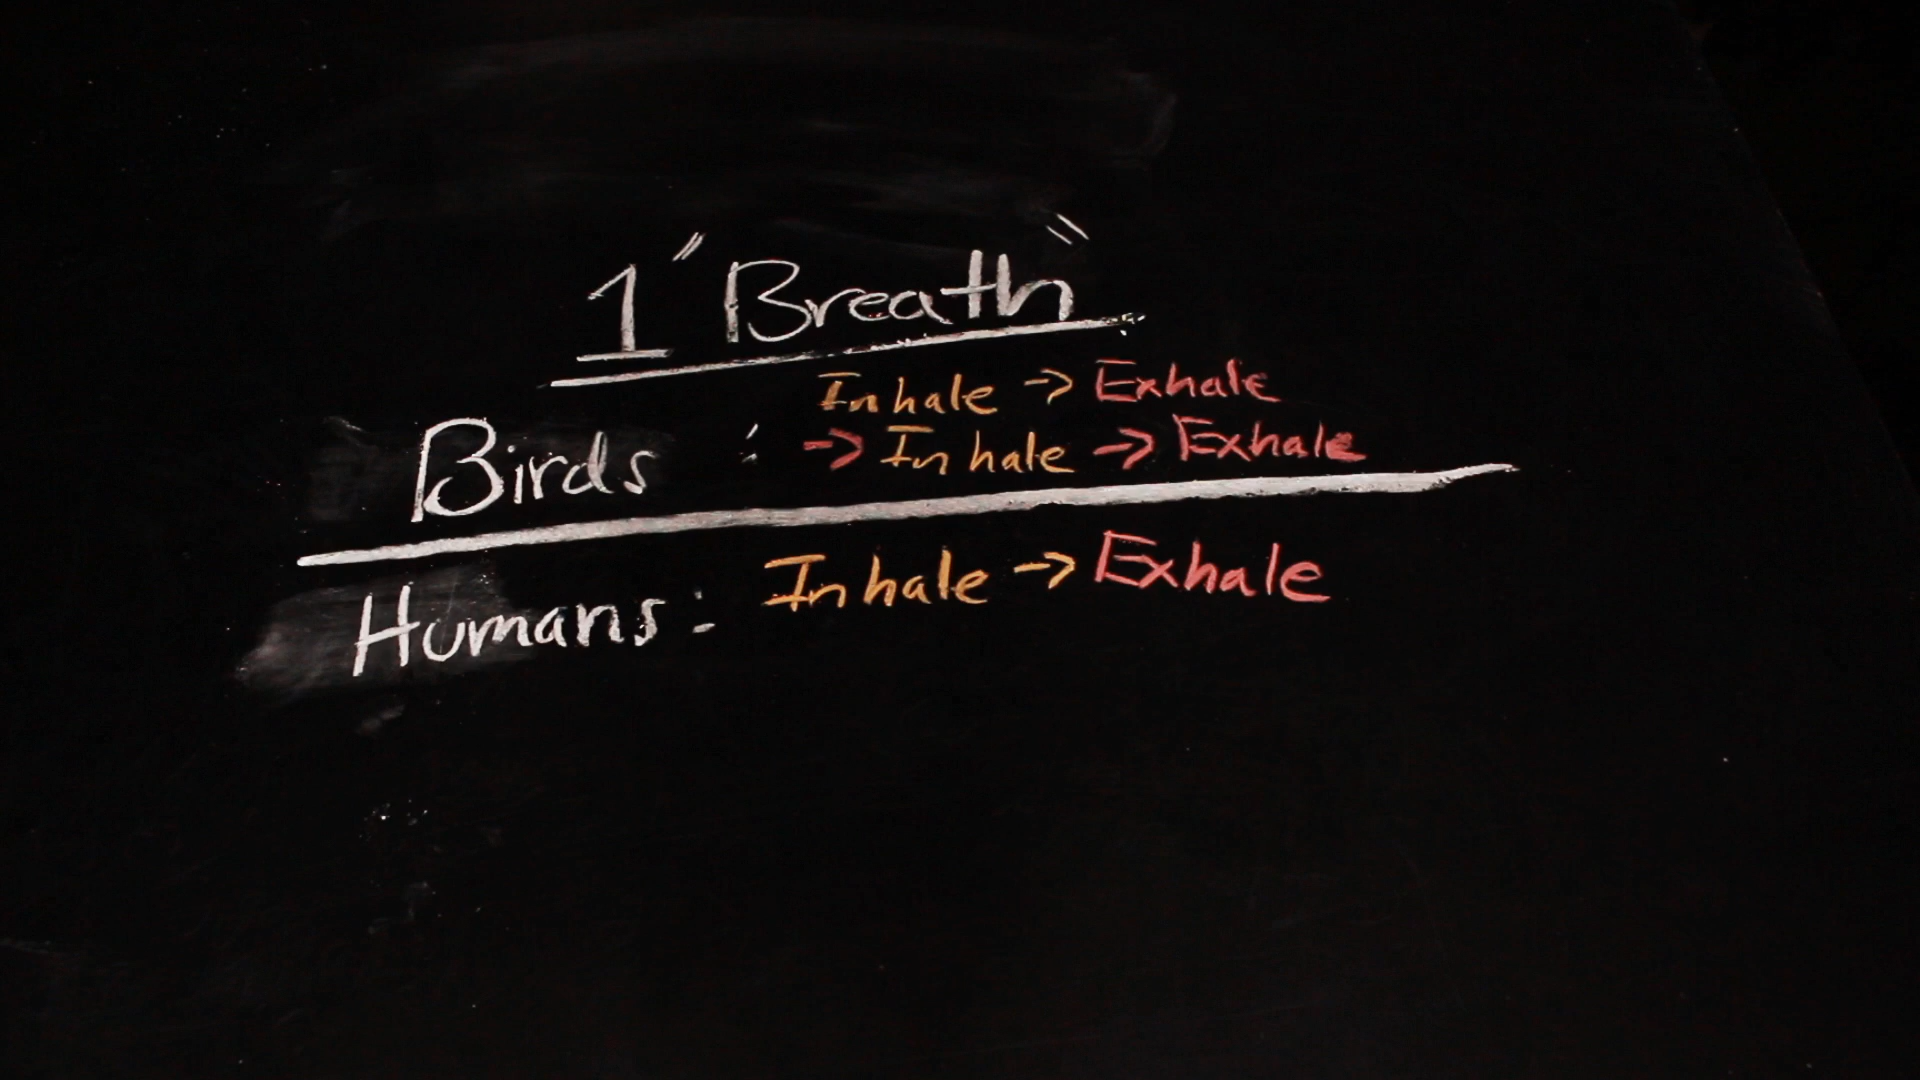 1 "Breath"
Inhale -> Exhale
Birds : -> Inhale -> Exhale
Humans: Inhale -> Exhale